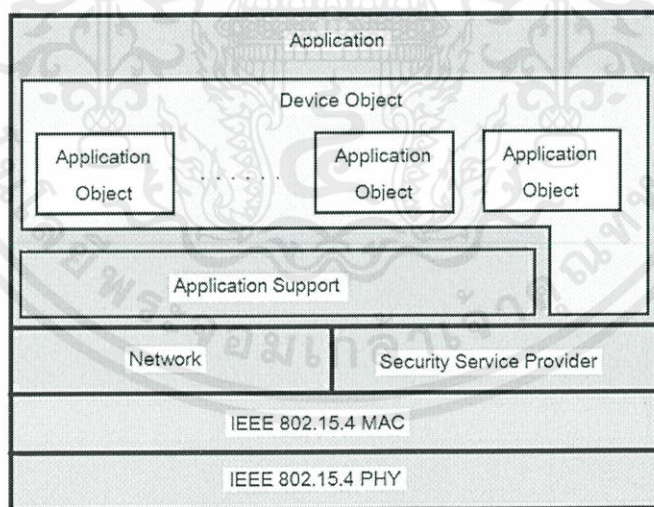 Application
Device Object
Application
Object
. . . . . . .
Application
Object
Application
Object
Application Support
Network
Security Service Provider
IEEE 802.15.4 MAC
IEEE 802.15.4 PHY